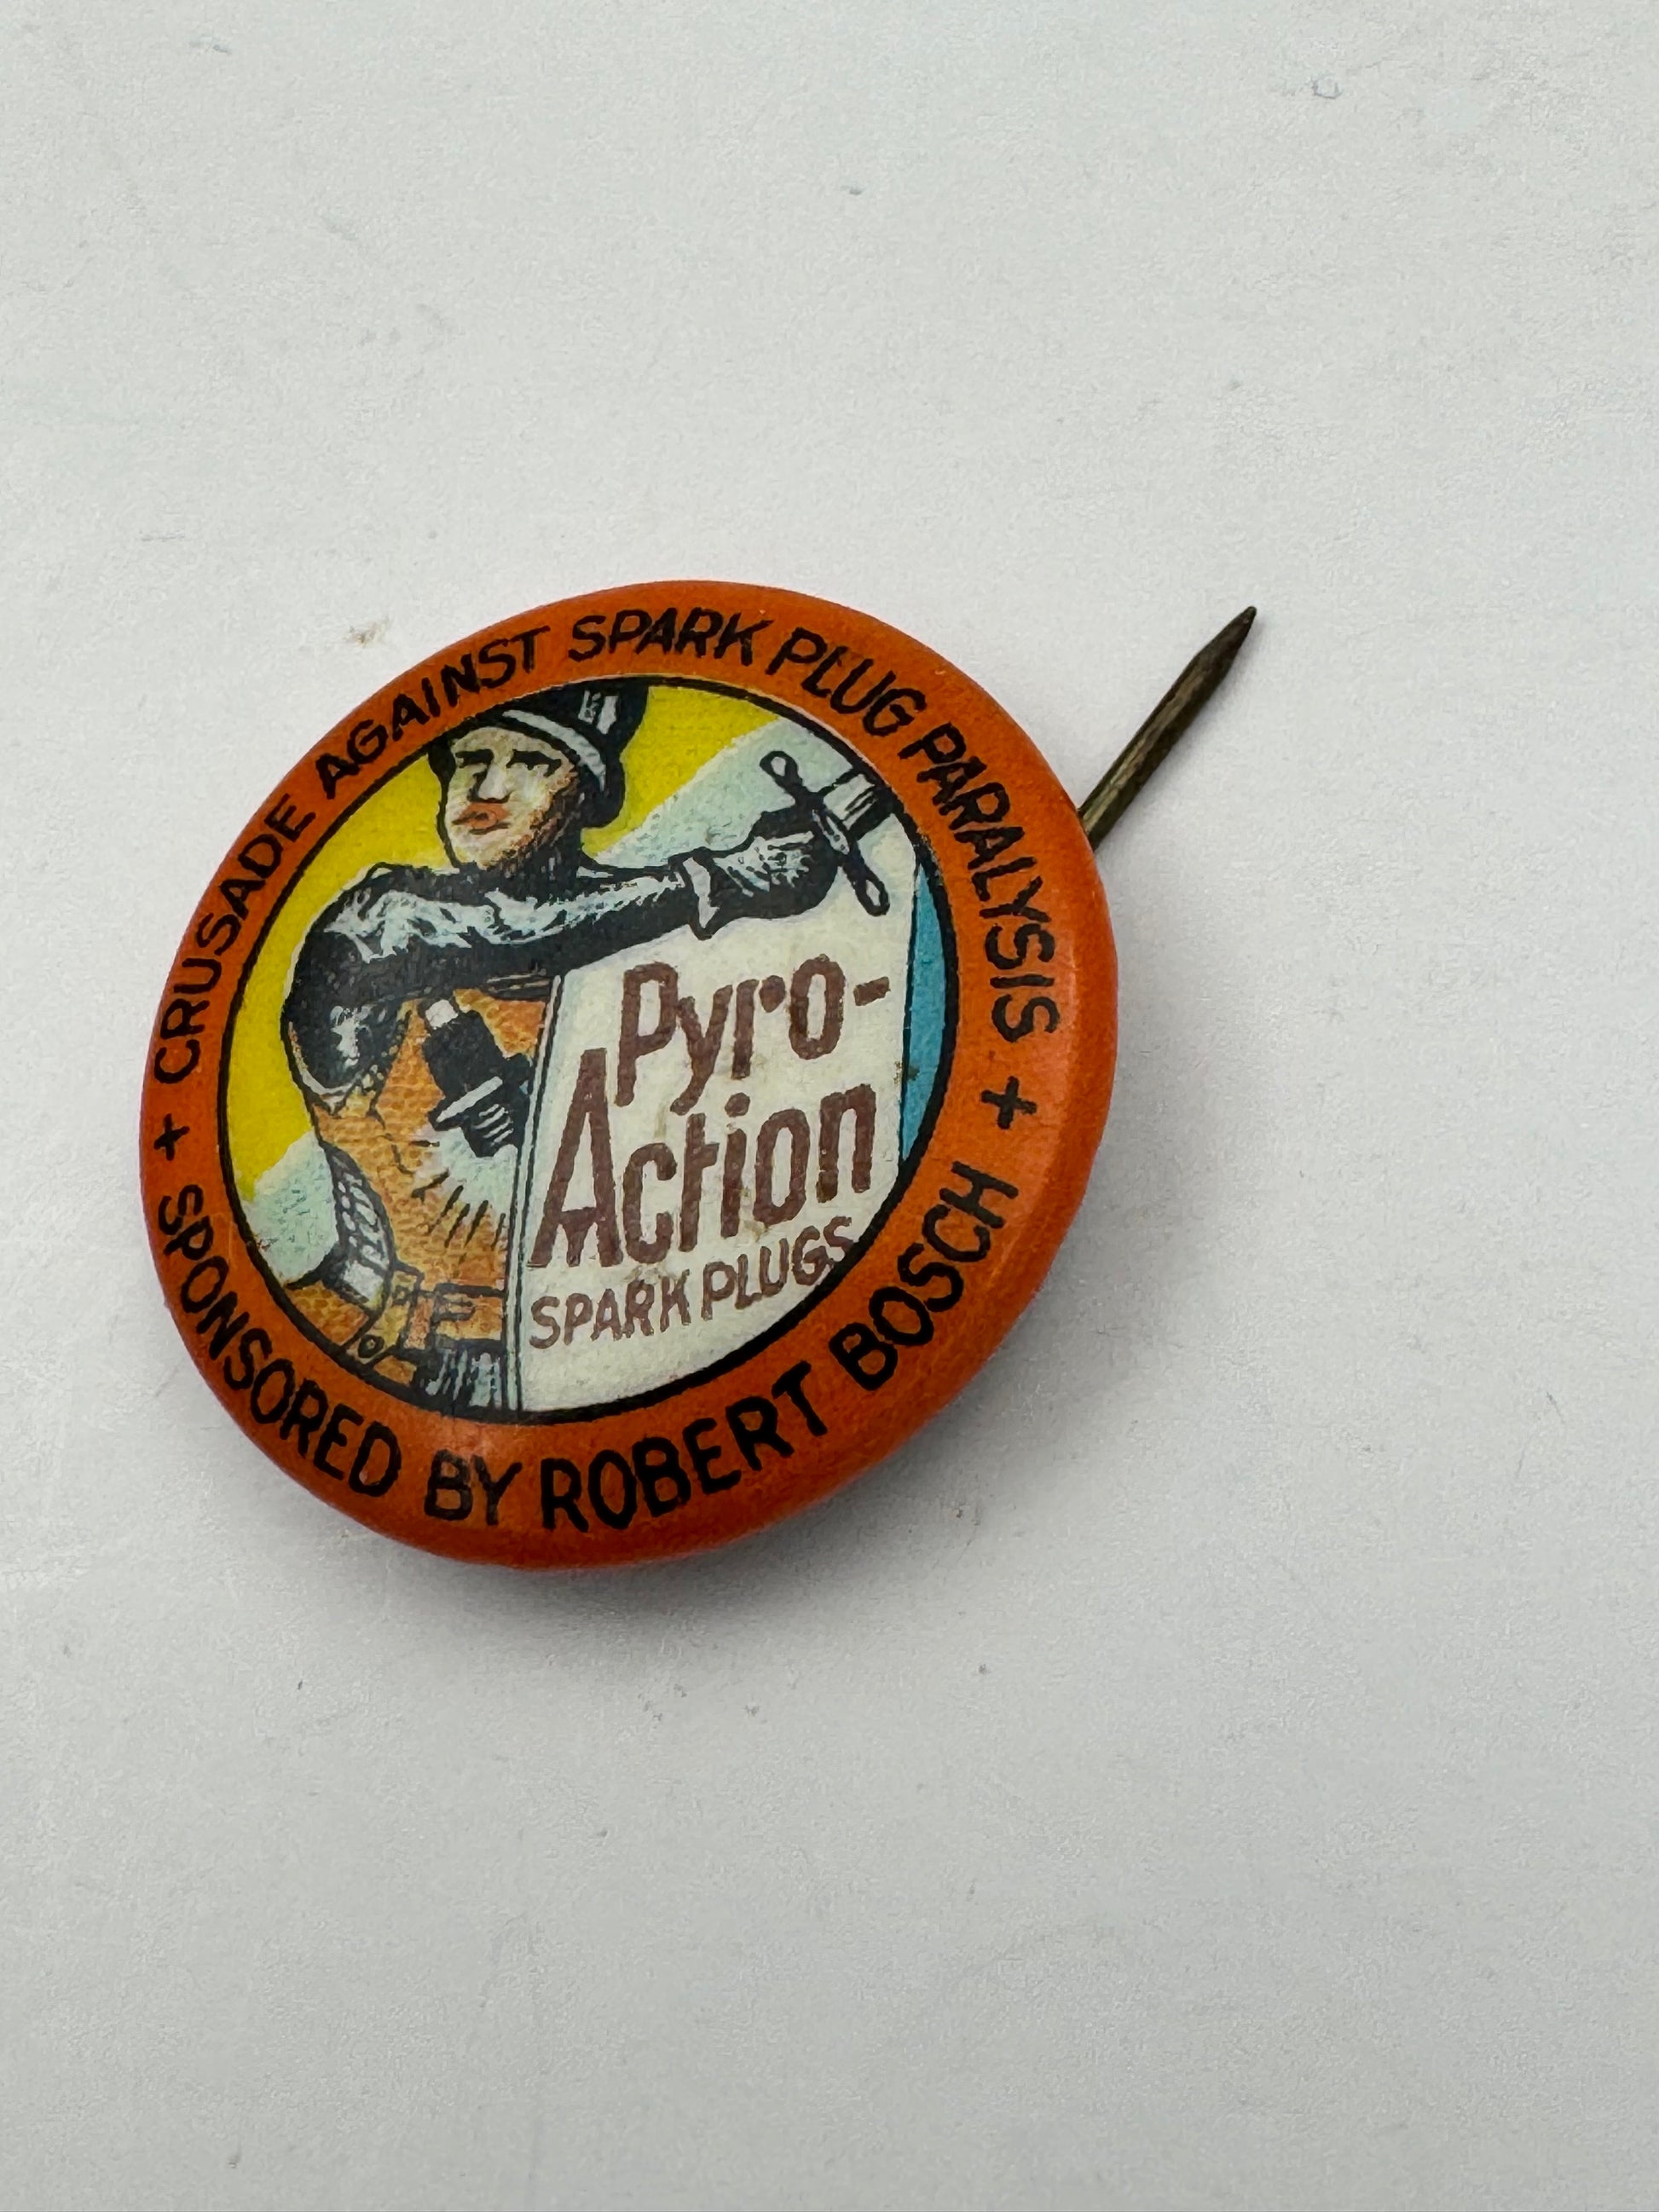 CRUSADE AGAINST SPARK PLUG PARALYSIS
Pyro-
Action
SPARK PLUGS
SPONSORED BY ROBERT BOSCH